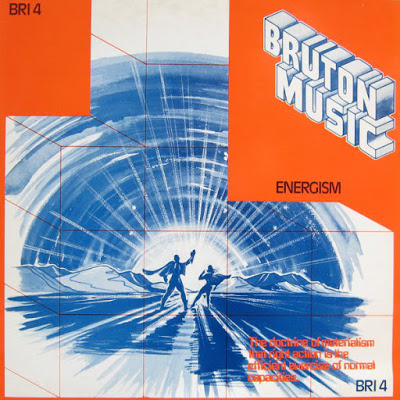 BRI 4
BRUTON
MUSIC
ENERGISM
The doctrine of materialism
that right action is the
efficient exercise of normal
capacities.
BRI 4